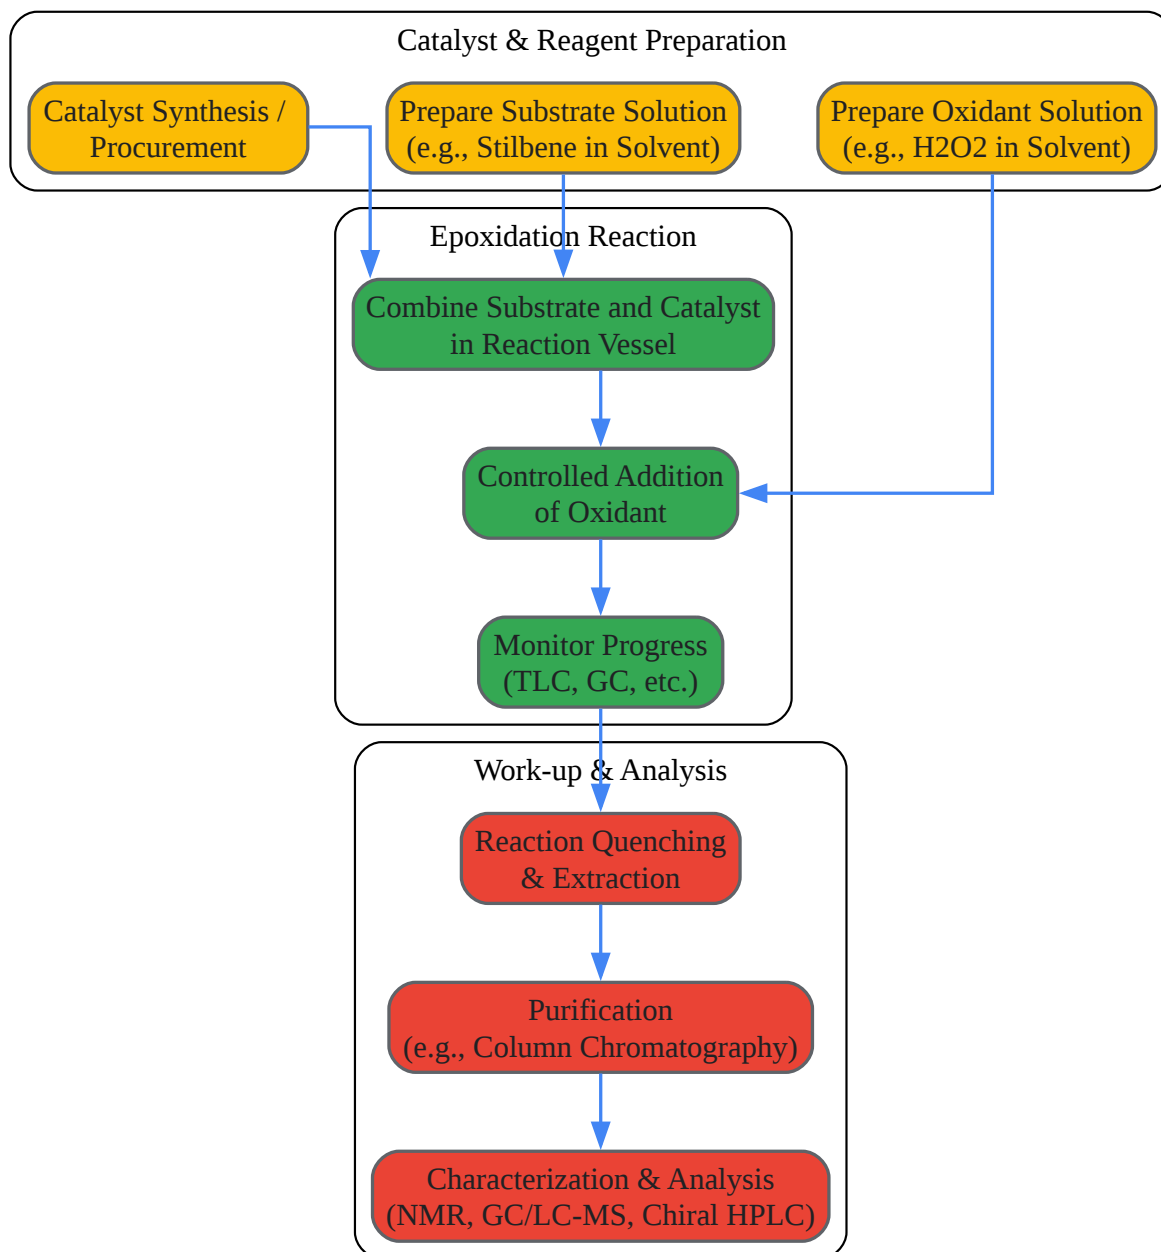 Catalyst & Reagent Preparation
Catalyst Synthesis /
Procurement
Prepare Substrate Solution
(e.g., Stilbene in Solvent)
Prepare Oxidant Solution
(e.g., H2O2 in Solvent)
Epoxidation Reaction
Combine Substrate and Catalyst
in Reaction Vessel
Controlled Addition
of Oxidant
Monitor Progress
(TLC, GC, etc.)
Work-up & Analysis
Reaction Quenching
& Extraction
Purification
(e.g., Column Chromatography)
Characterization & Analysis
(NMR, GC/LC-MS, Chiral HPLC)